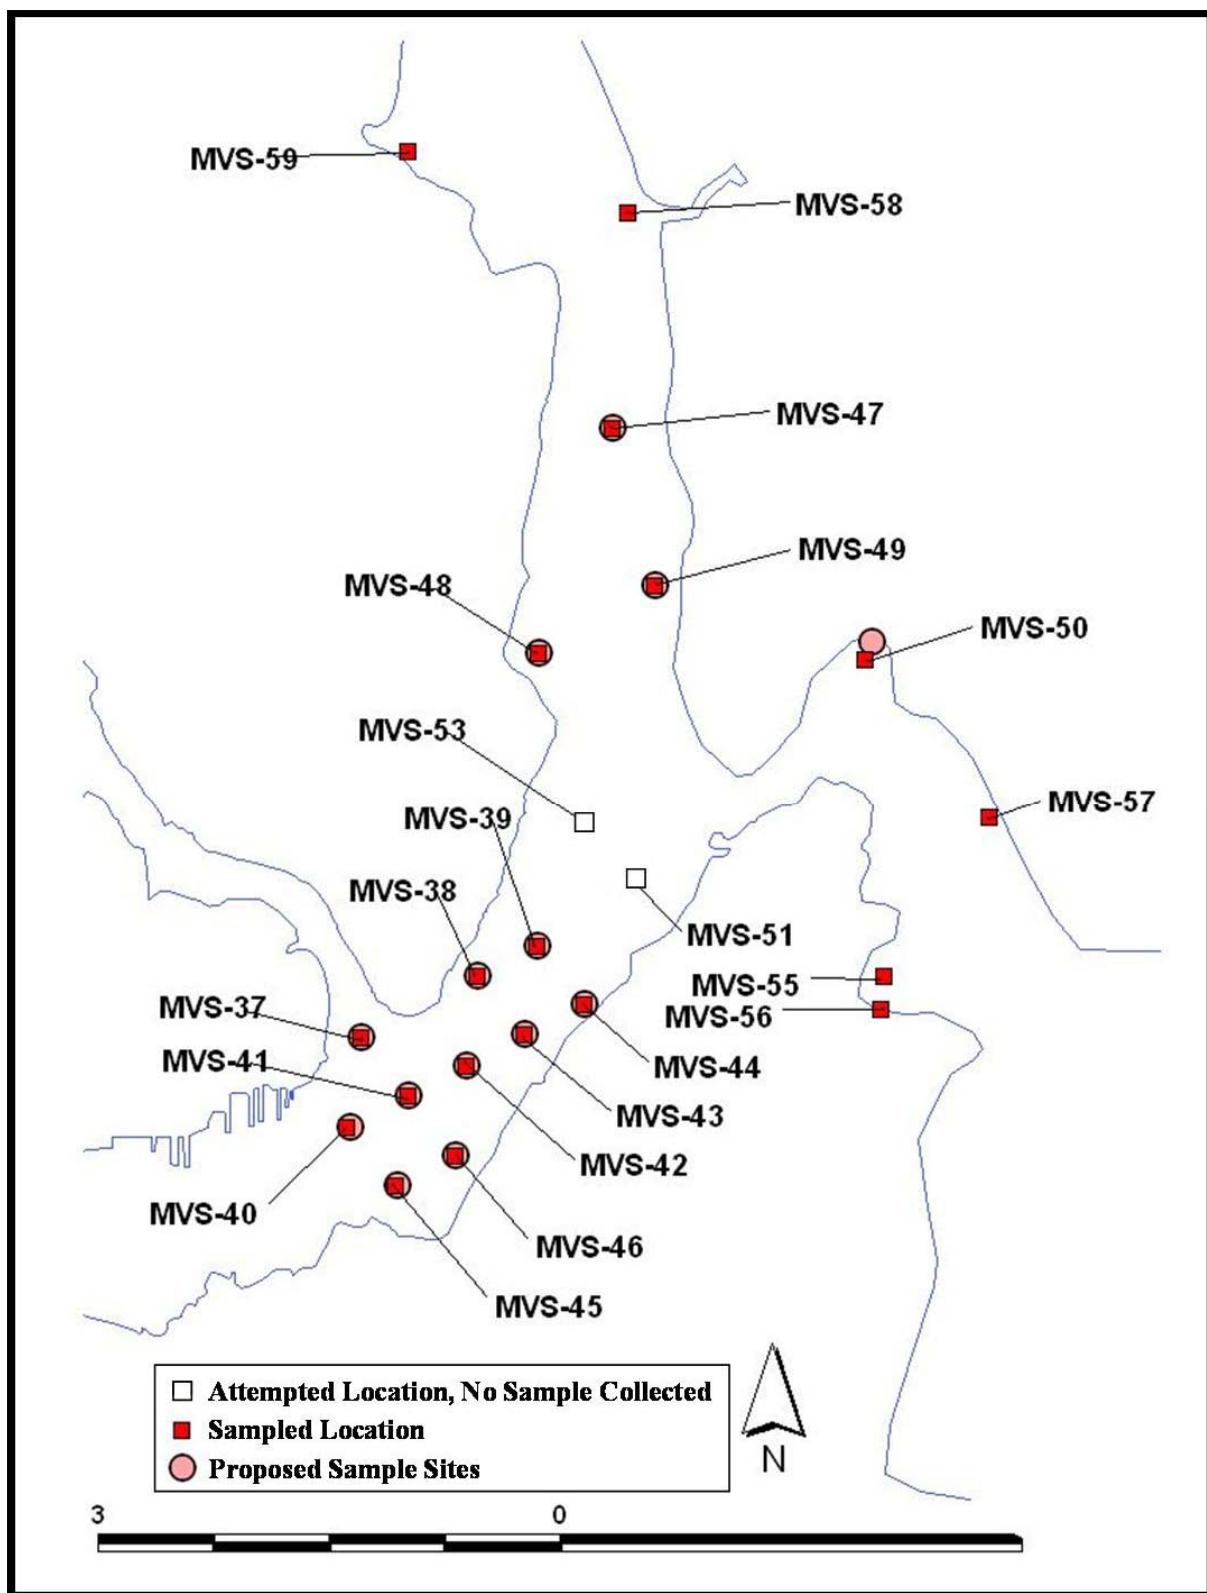 MVS-59
MVS-58
MVS-47
MVS-49
MVS-48
MVS-50
MVS-53
MVS-57
MVS-39
MVS-38
MVS-51
MVS-55
MVS-37
MVS-56
MVS-41
MVS-44
MVS-43
MVS-42
MVS-40
MVS-46
MVS-45
Attempted Location, No Sample Collected
Sampled Location
Proposed Sample Sites
N
3 0